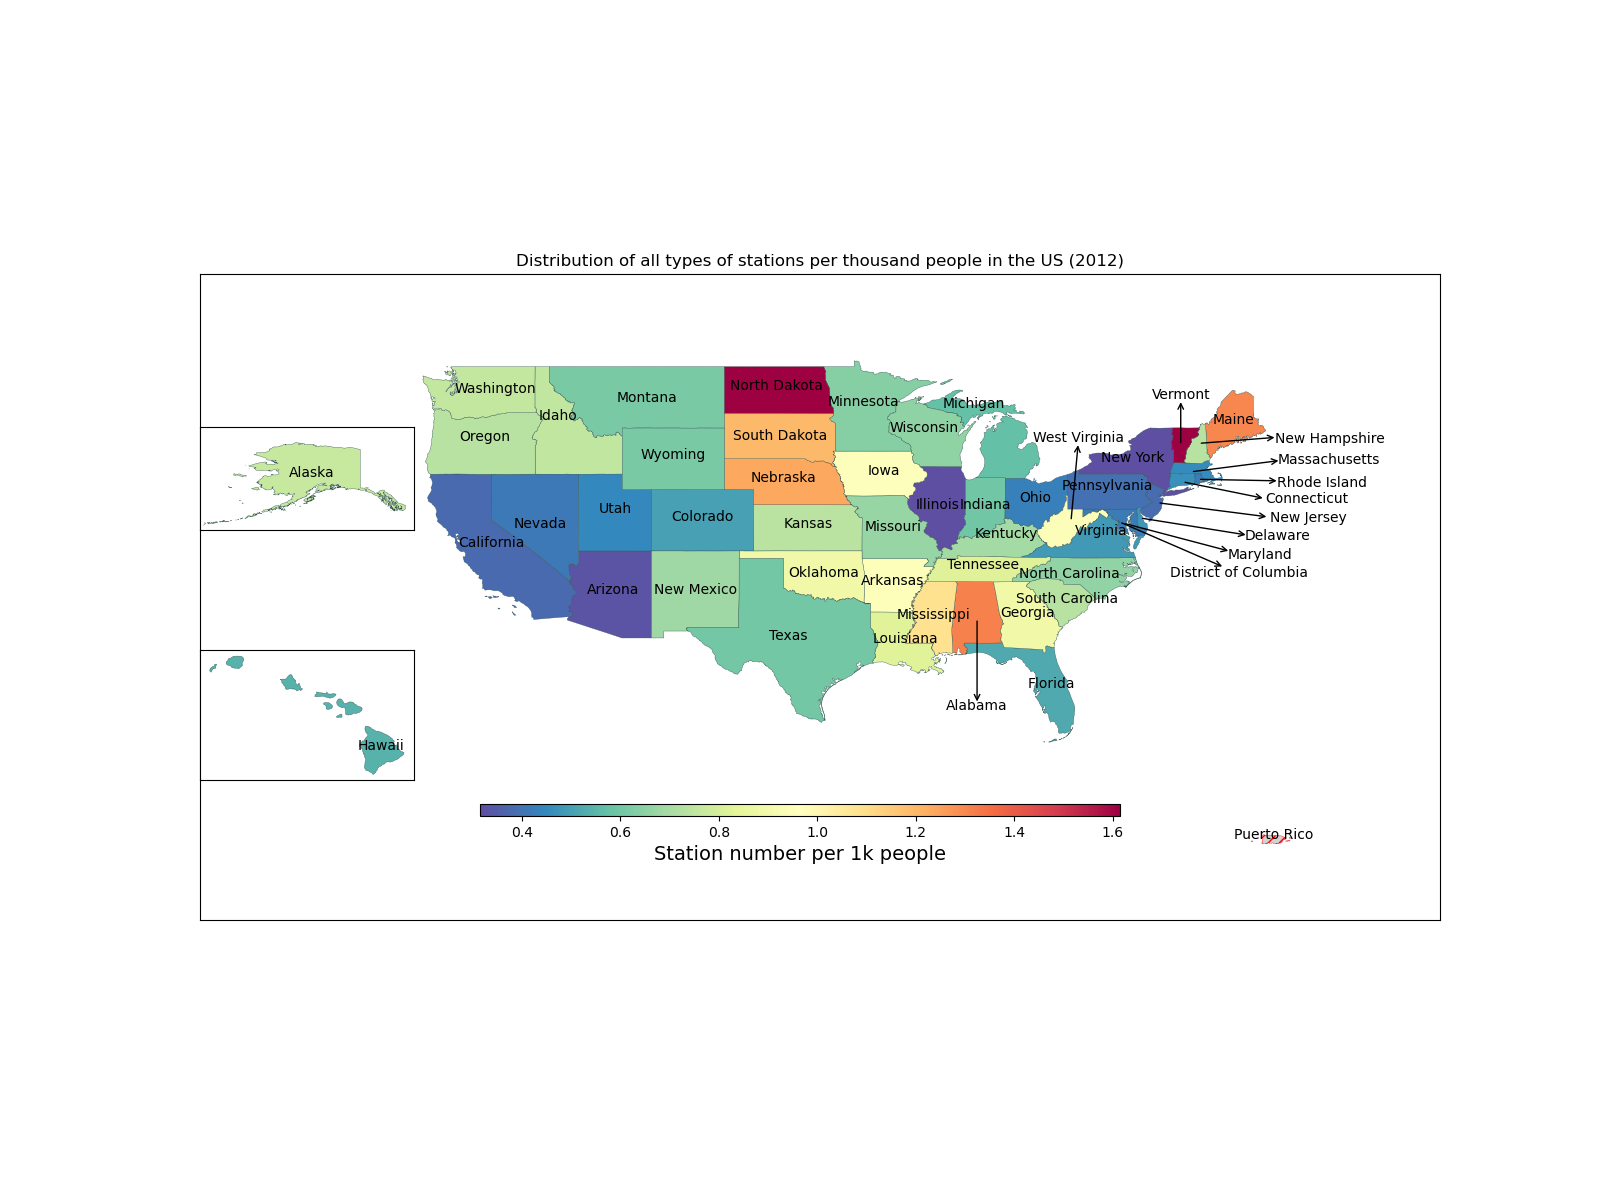 Distribution of all types of stations per thousand people in the US (2012)
Washington
Montana
North Dakota
Minnesota
Michigan
Vermont
Maine
Idaho
Oregon
Wyoming
South Dakota
Wisconsin
West Virginia
New York
New Hampshire
Massachusetts
Alaska
Nebraska
Iowa
Pennsylvania
Rhode Island
Connecticut
Nevada
Utah
Colorado
Kansas
Missouri
Illinois
Indiana
Ohio
New Jersey
California
Kentucky
Virginia
Delaware
Maryland
District of Columbia
Arizona
New Mexico
Oklahoma
Arkansas
Tennessee
North Carolina
South Carolina
Mississippi
Georgia
Texas
Louisiana
Florida
Alabama
Hawaii
0.4 0.6 0.8 1.0 1.2 1.4 1.6
Station number per 1k people
Puerto Rico